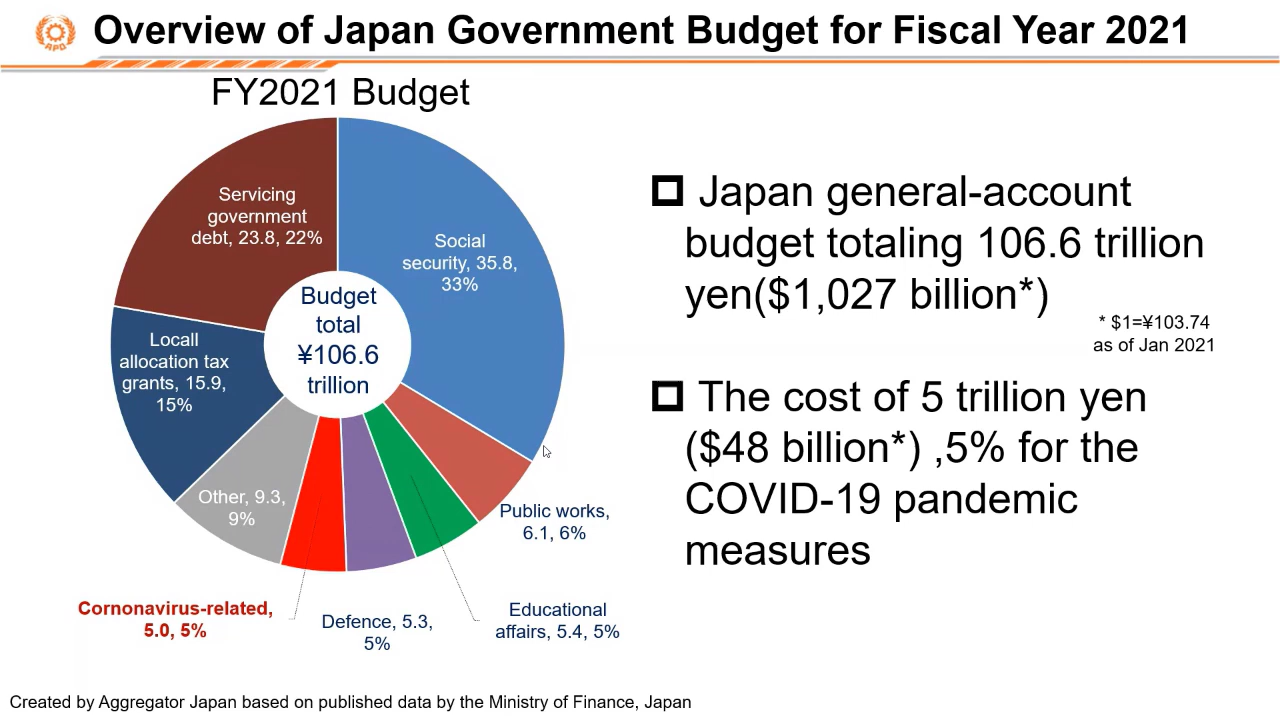 Overview of Japan Government Budget for Fiscal Year 2021
APO
FY2021 Budget
Servicing
government
debt, 23.8, 22%
Social
security, 35.8,
33%
Budget
total
¥106.6
trillion
Locall
allocation tax
grants, 15.9,
15%
Other, 9.3,
9%
Public works,
6.1, 6%
Cornonavirus-related,
5.0, 5%
Defence, 5.3,
5%
Educational
affairs, 5.4, 5%
Japan general-account
budget totaling 106.6 trillion
yen($1,027 billion*)
* $1=¥103.74
as of Jan 2021
The cost of 5 trillion yen
($48 billion*) ,5% for the
COVID-19 pandemic
measures
Created by Aggregator Japan based on published data by the Ministry of Finance, Japan